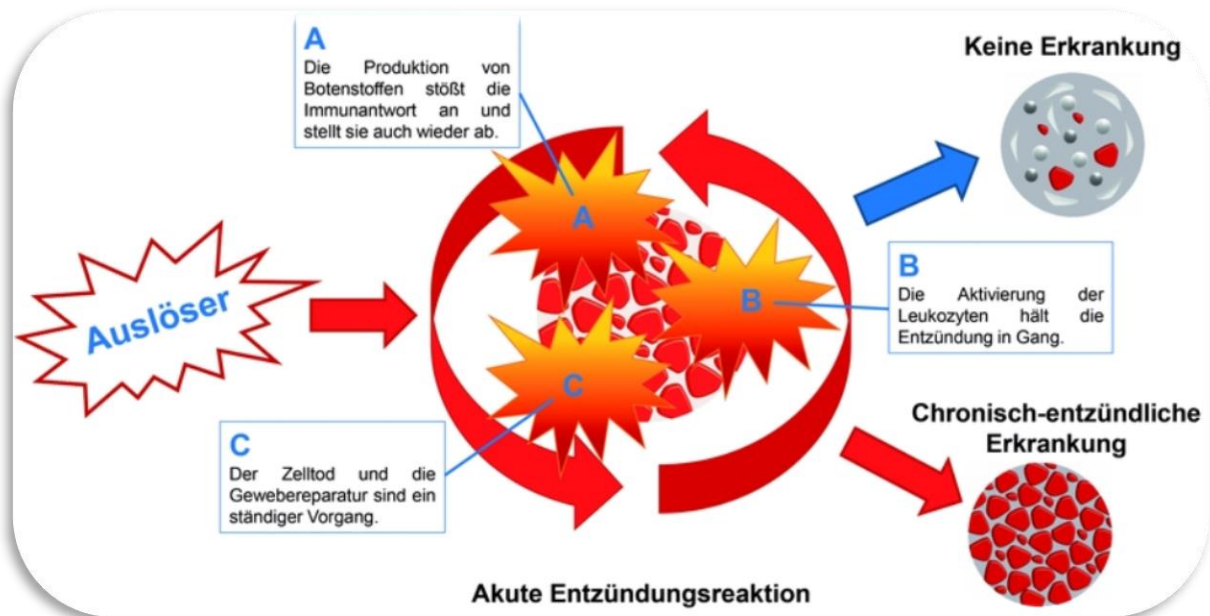 A
Die Produktion von
Botenstoffen stößt die
Immunantwort an und
stellt sie auch wieder ab.
Keine Erkrankung
A
Auslöser
B
B
Die Aktivierung der
Leukozyten hält die
Entzündung in Gang.
C
C
Der Zelltod und die
Gewebereparatur sind ein
ständiger Vorgang.
Chronisch-entzündliche
Erkrankung
Akute Entzündungsreaktion